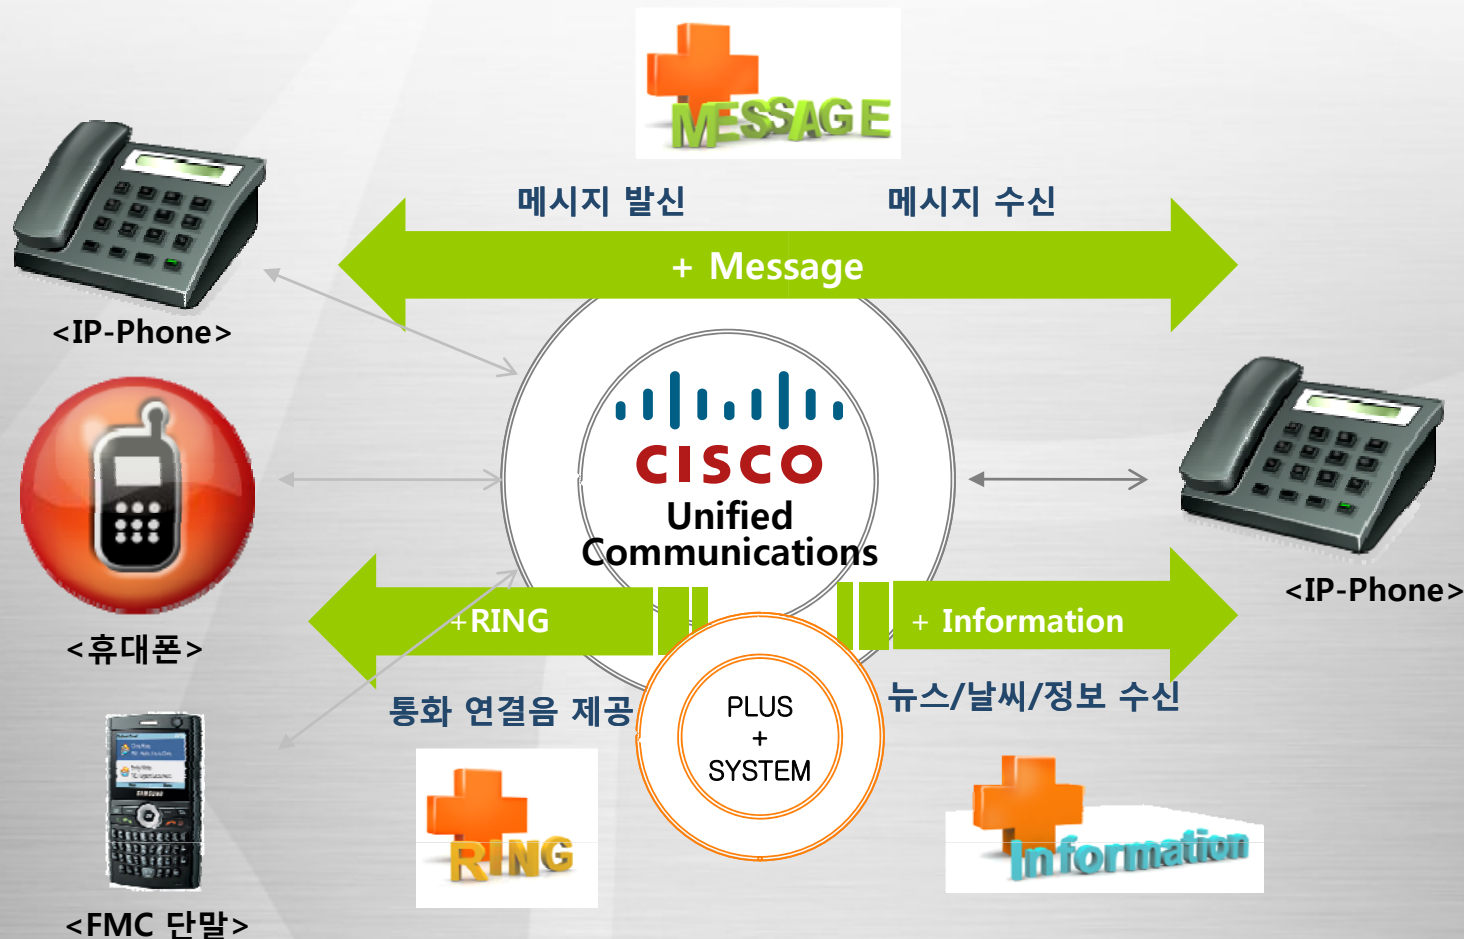 MESSAGE
메시지 발신
메시지 수신
+ Message
<IP-Phone>
CISCO
Unified
Communications
<IP-Phone>
+RING
+ Information
<휴대폰>
통화 연결음 제공
뉴스/날씨/정보 수신
PLUS
+
SYSTEM
SAMSUNG
RING
Information
<FMC 단말>